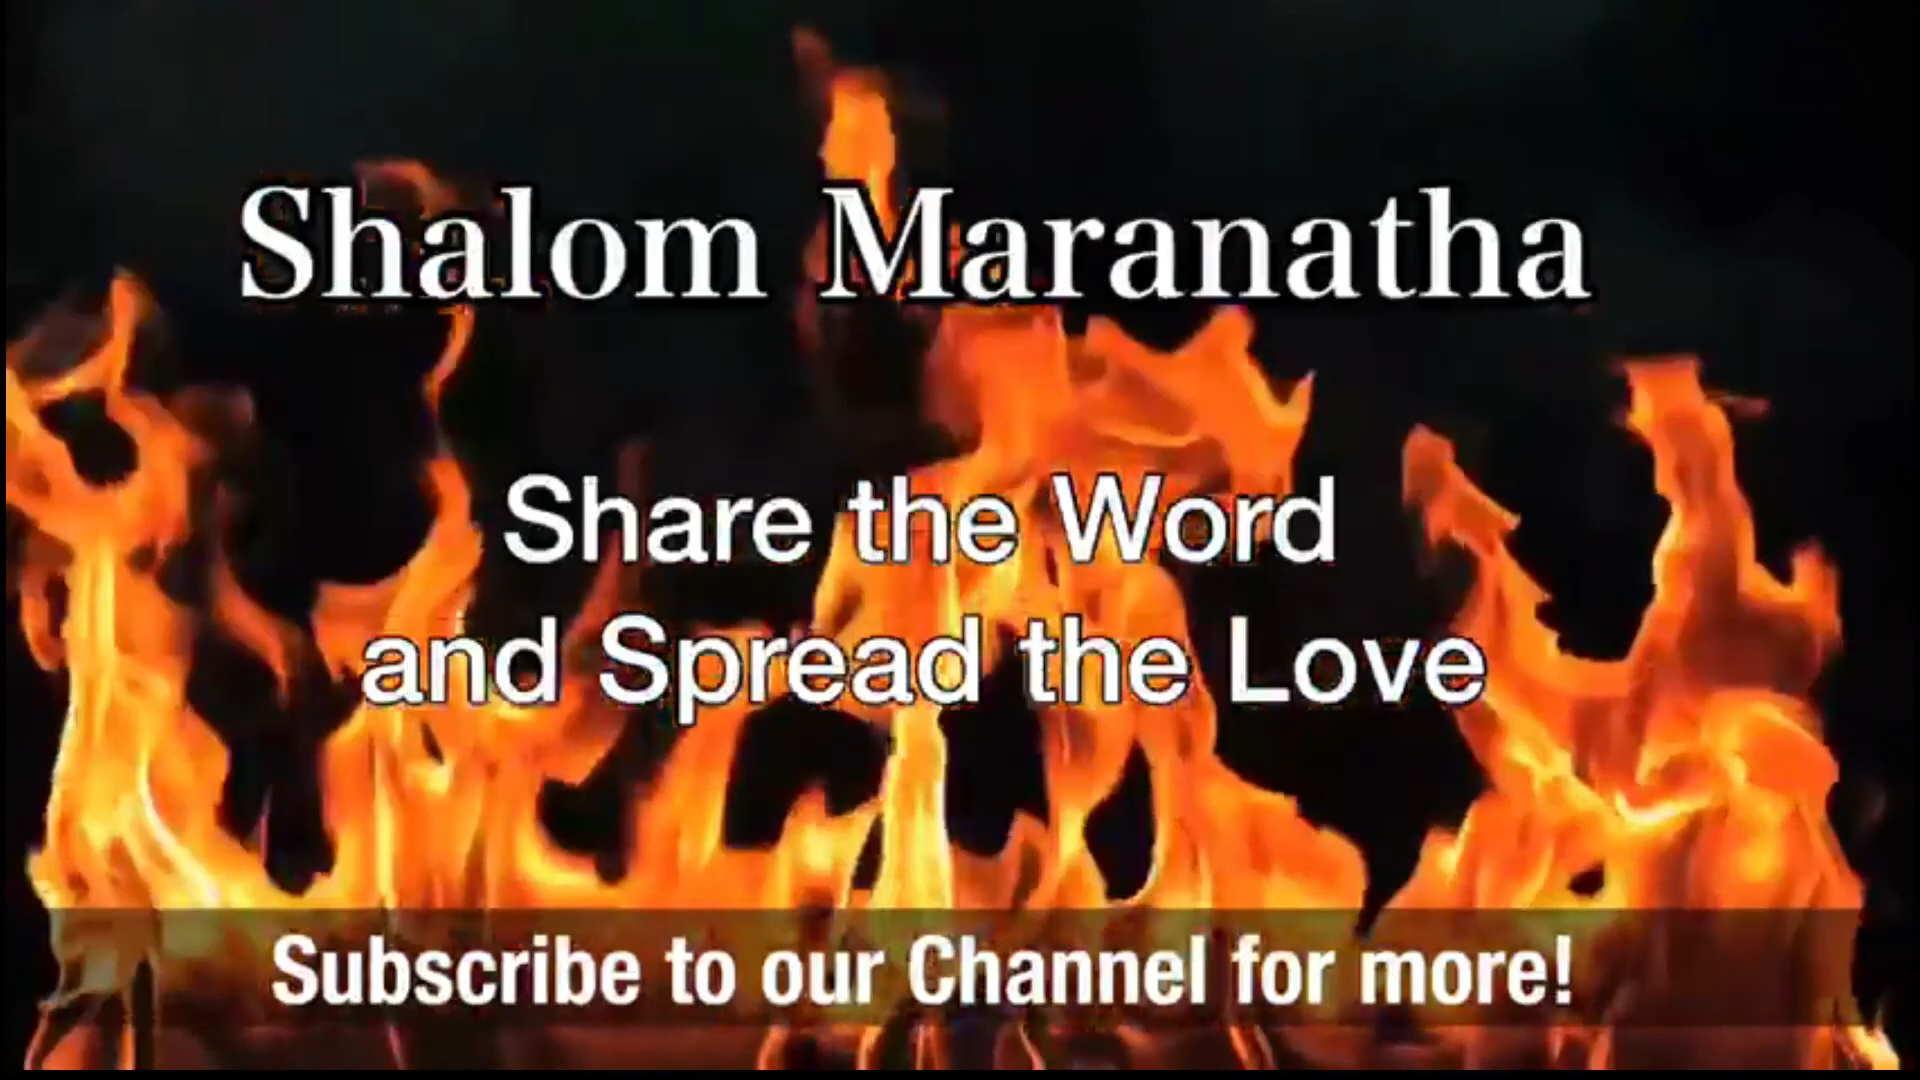 Shalom Maranatha
Share the Word
and Spread the Love
Subscribe to our Channel for more!